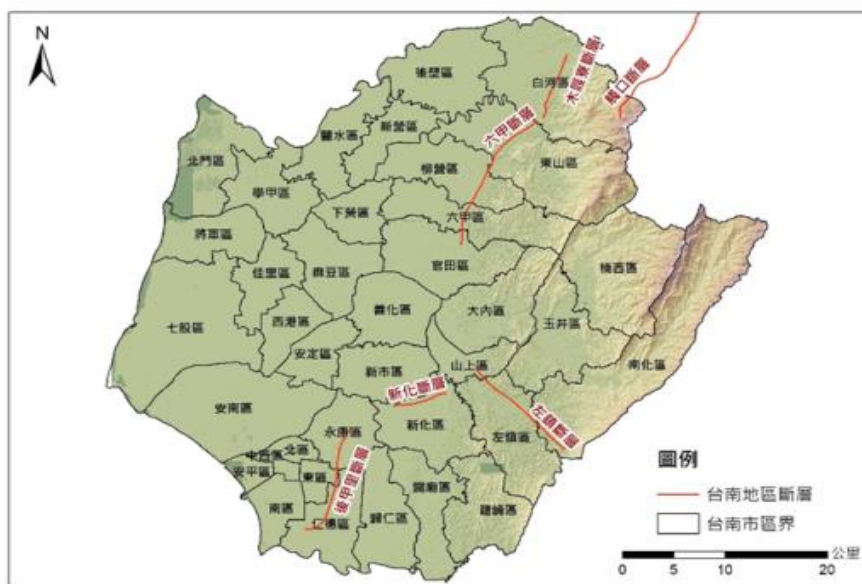 N
後壁區
白河區
木屐寮斷層
觸口斷層
新營區
鹽水區
六甲斷層
北門區
柳營區
東山區
學甲區
下營區
六甲區
將軍區
官田區
楠西區
佳里區
麻豆區
七股區
西港區
善化區
大內區
玉井區
安定區
南化區
新市區
山上區
新化斷層
安南區
左鎮斷層
永康區
新化區
左鎮區
北區
中西區
安平區
東區
後甲里斷層
南區
仁德區
歸仁區
關廟區
龍崎區
圖例
台南地區斷層
台南市區界
公里
0 5 10 20